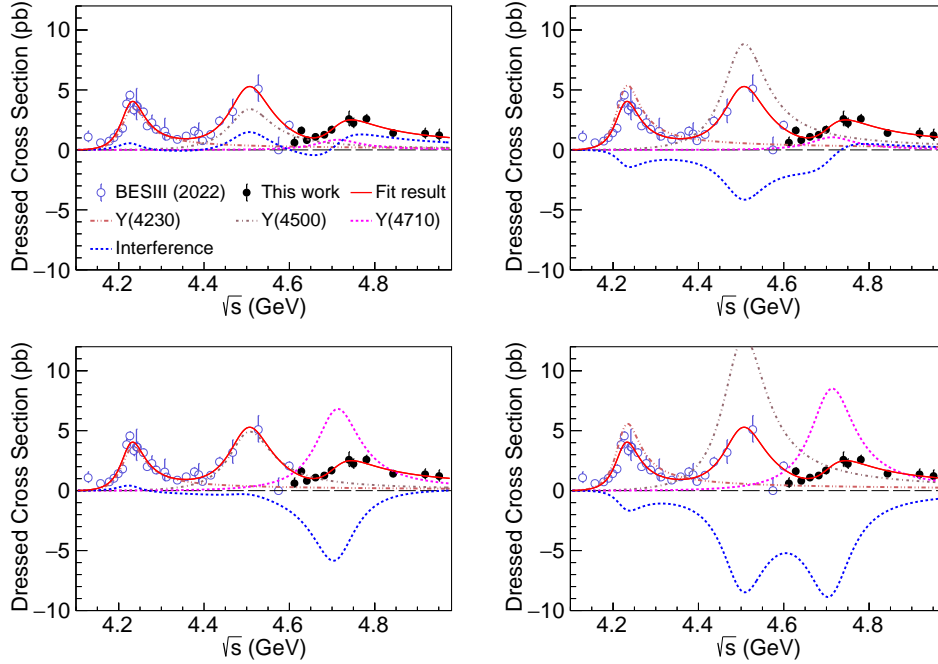 Dressed Cross Section (pb)
10
5
0
−5
−10
BESIII (2022) This work Fit result
Y(4230) Y(4500) Y(4710)
Interference
4.2 4.4 4.6 4.8
√s (GeV)
Dressed Cross Section (pb)
10
5
0
−5
−10
4.2 4.4 4.6 4.8
√s (GeV)
Dressed Cross Section (pb)
10
5
0
−5
−10
4.2 4.4 4.6 4.8
√s (GeV)
Dressed Cross Section (pb)
10
5
0
−5
−10
4.2 4.4 4.6 4.8
√s (GeV)